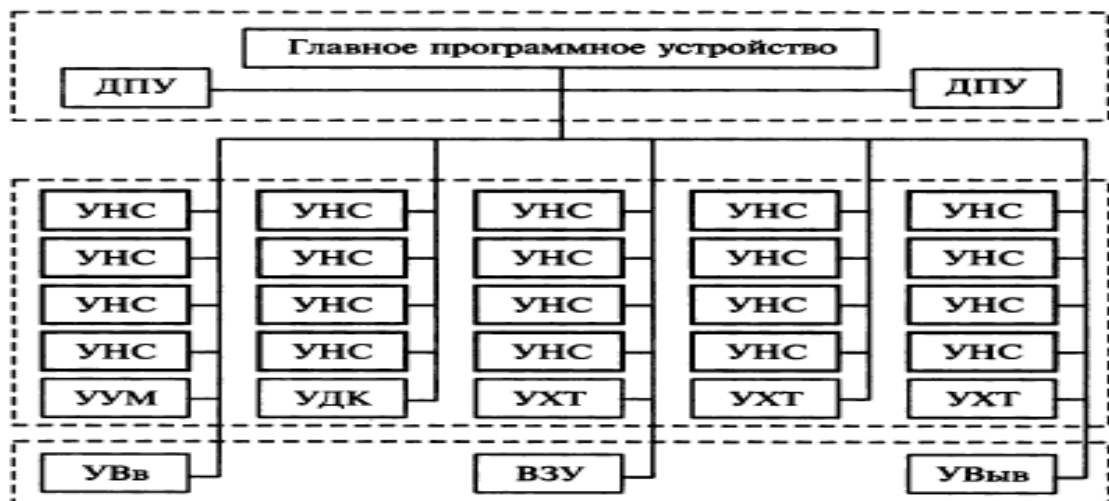 Главное программное устройство
ДПУ ДПУ
УНС УНС УНС УНС УНС
УНС УНС УНС УНС УНС
УНС УНС УНС УНС УНС
УНС УНС УНС УНС УНС
УУМ УДК УХТ УХТ УХТ
УВв ВЗУ УВыв